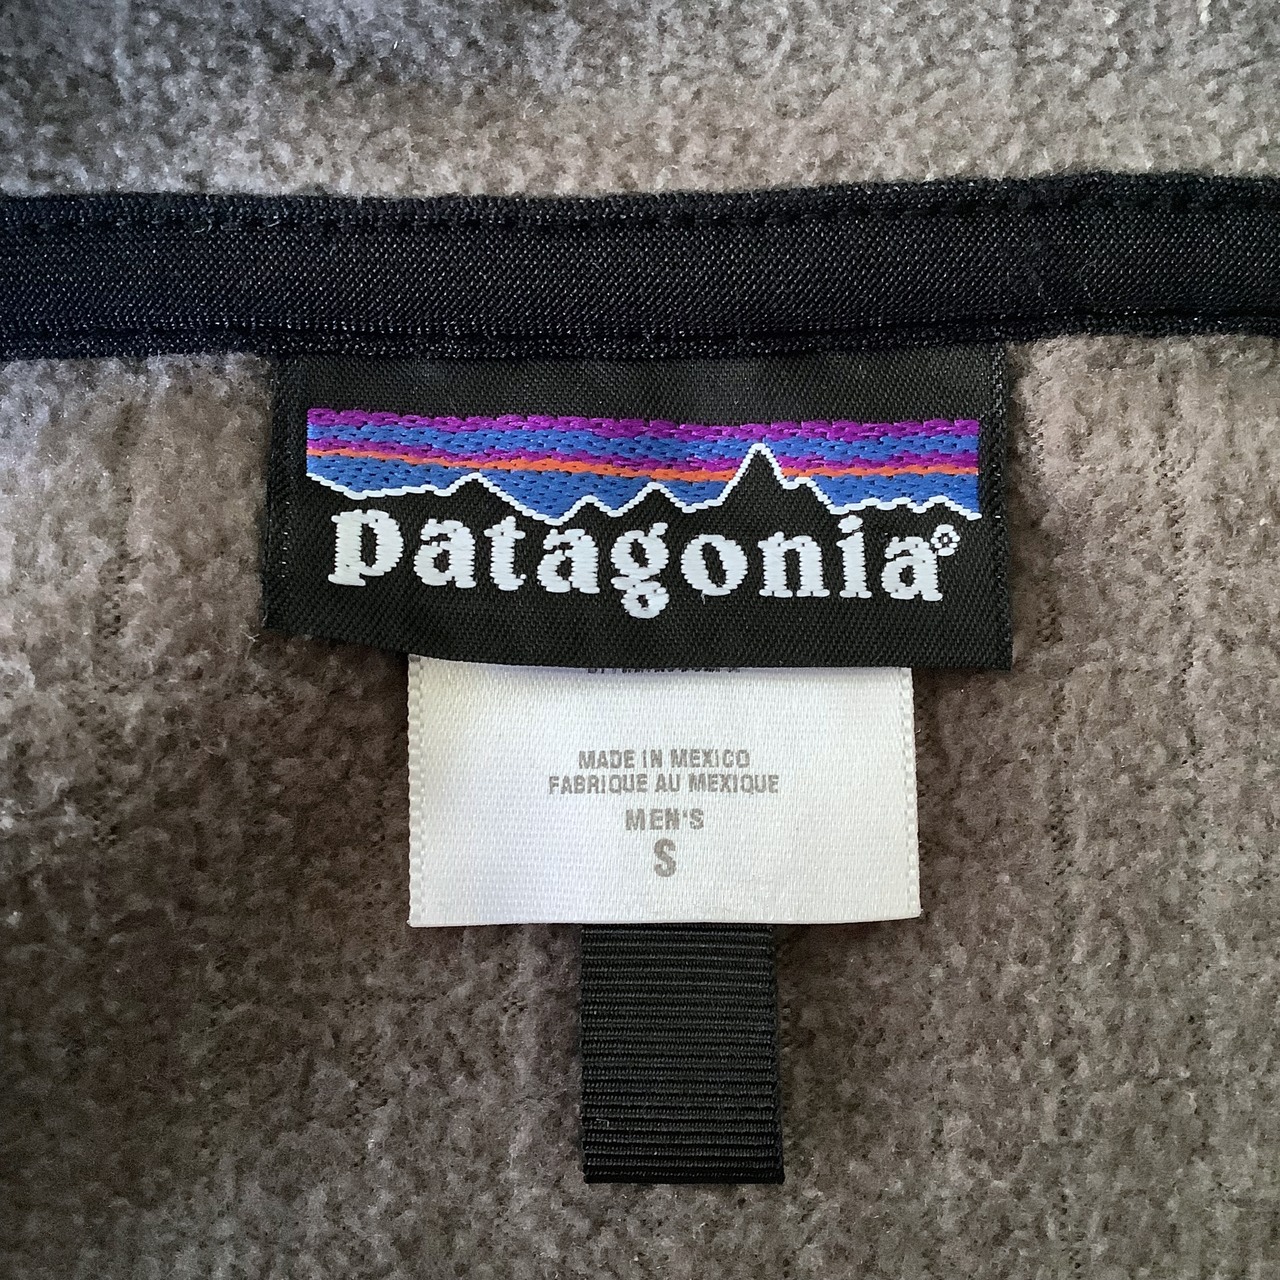 patagonia®
MADE IN MEXICO
FABRIQUE AU MEXIQUE
MEN'S
S